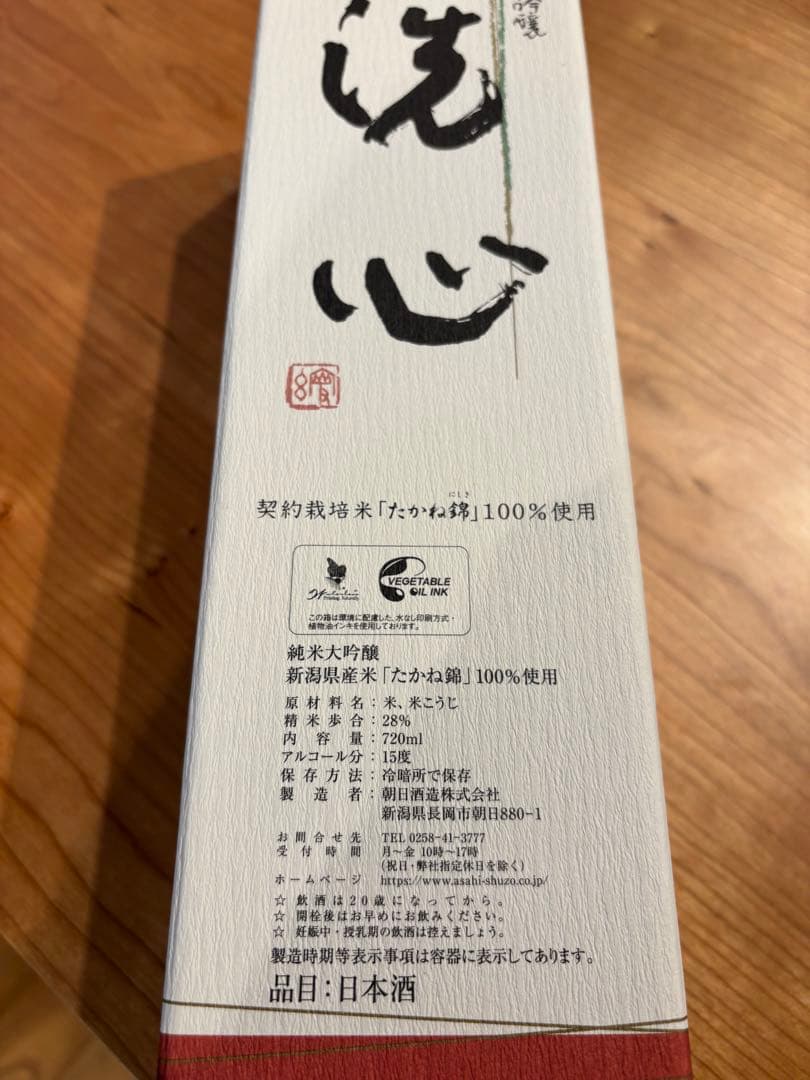 吟醸
洗
心
契約栽培米「たかね錦」100%使用
にしき
VEGETABLE
OIL INK
この箱は環境に配慮した、水なし印刷方式・
植物油インキを使用しております。
純米大吟醸
新潟県産米「たかね錦」100%使用
原材料名：米、米こうじ
精米歩合：28%
内容量：720ml
アルコール分：15度
保存方法：冷暗所で保存
製造者：朝日酒造株式会社
新潟県長岡市朝日880-1
お問合せ先 TEL 0258-41-3777
受付時間 月〜金 10時〜17時
(祝日・弊社指定休日を除く)
ホームページ https://www.asahi-shuzo.co.jp/
☆ 飲酒は20歳になってから。
☆ 開栓後はお早めにお飲みください。
☆ 妊娠中・授乳期の飲酒は控えましょう。
製造時期等表示事項は容器に表示してあります。
品目：日本酒